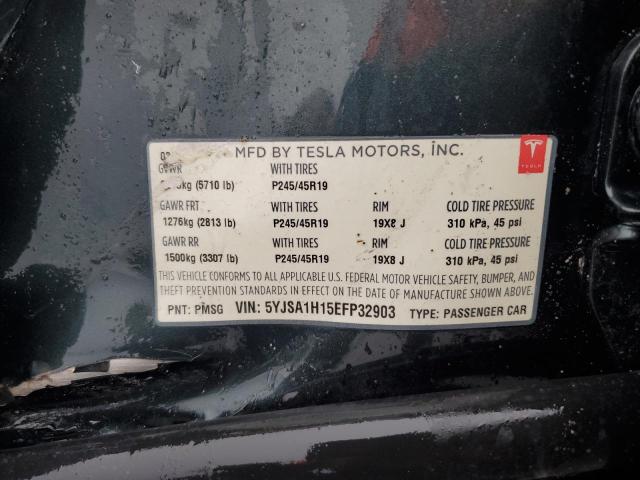 MFD BY TESLA MOTORS, INC.
TESLA
GVWR WITH TIRES
(5710 lb) P245/45R19
GAWR FRT WITH TIRES RIM COLD TIRE PRESSURE
1276kg (2813 lb) P245/45R19 19X8 J 310 kPa, 45 psi
GAWR RR WITH TIRES RIM COLD TIRE PRESSURE
1500kg (3307 lb) P245/45R19 19X8 J 310 kPa, 45 psi
THIS VEHICLE CONFORMS TO ALL APPLICABLE U.S. FEDERAL MOTOR VEHICLE SAFETY, BUMPER, AND
THEFT PREVENTION STANDARDS IN EFFECT ON THE DATE OF MANUFACTURE SHOWN ABOVE.
PNT: PMSG VIN: 5YJSA1H15EFP32903 TYPE: PASSENGER CAR